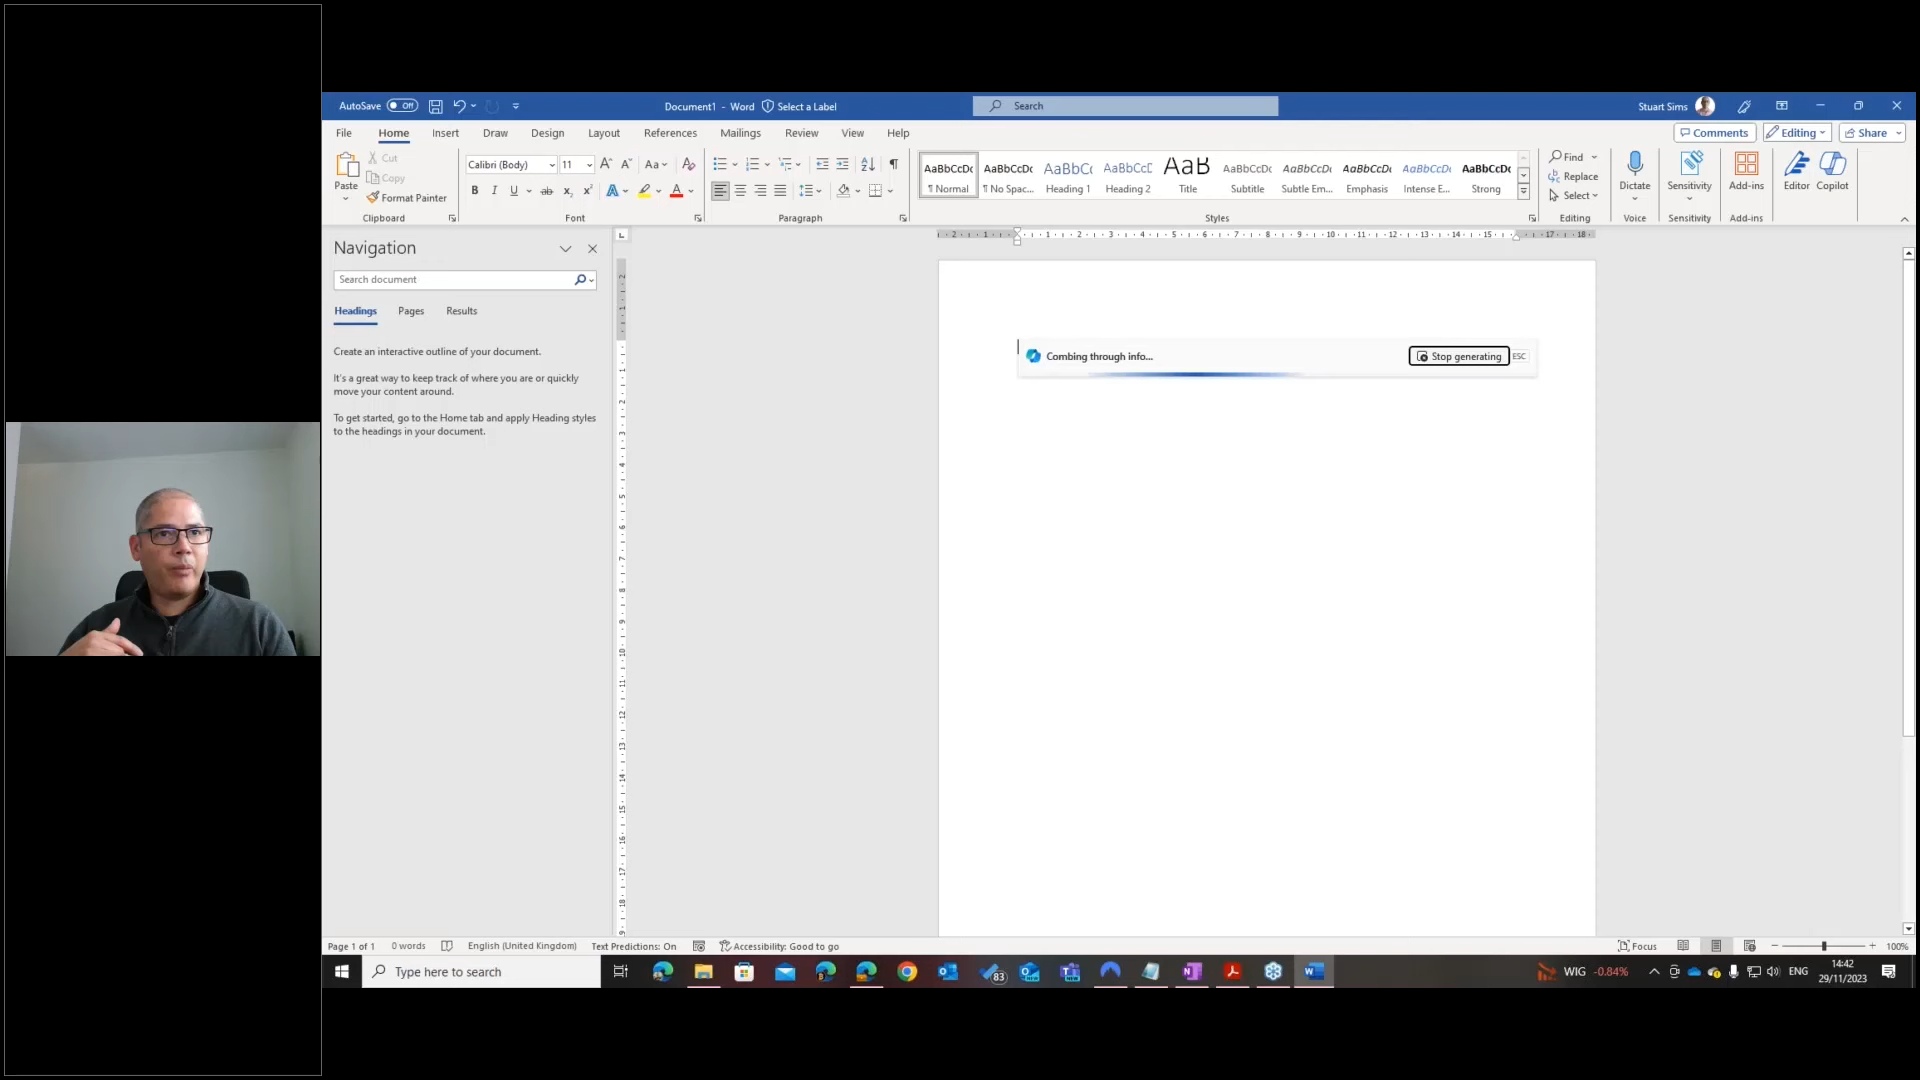 AutoSave Off
Document1 - Word Select a Label
Search
Stuart Sims
File Home Insert Draw Design Layout References Mailings Review View Help
Comments Editing Share
Paste
Cut
Copy
Format Painter
Clipboard
Calibri (Body) 11
Font
Paragraph
AaBbCcDc AaBbCcDc AaBbC( AaBbCcD AaB AaBbCcDc AaBbCcDc AaBbCcDc AaBbCcDc AaBbCcDc
¶ Normal ¶ No Spac... Heading 1 Heading 2 Title Subtitle Subtle Em... Emphasis Intense E... Strong
Styles
Find
Replace
Select
Editing
Dictate
Voice
Sensitivity
Sensitivity
Add-ins
Add-ins
Editor Copilot
Navigation
Search document
Headings Pages Results
Create an interactive outline of your document.
It's a great way to keep track of where you are or quickly
move your content around.
To get started, go to the Home tab and apply Heading styles
to the headings in your document.
Combing through info...
Stop generating ESC
Page 1 of 1 0 words English (United Kingdom) Text Predictions: On Accessibility: Good to go
Focus 100%
Type here to search
83
WIG -0.84%
ENG
14:42
29/11/2023